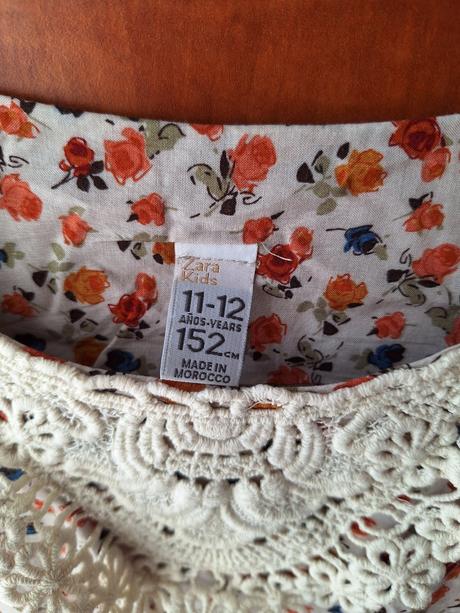 Zara
Kids
11-12
AÑOS-YEARS
152CM
MADE IN
MOROCCO